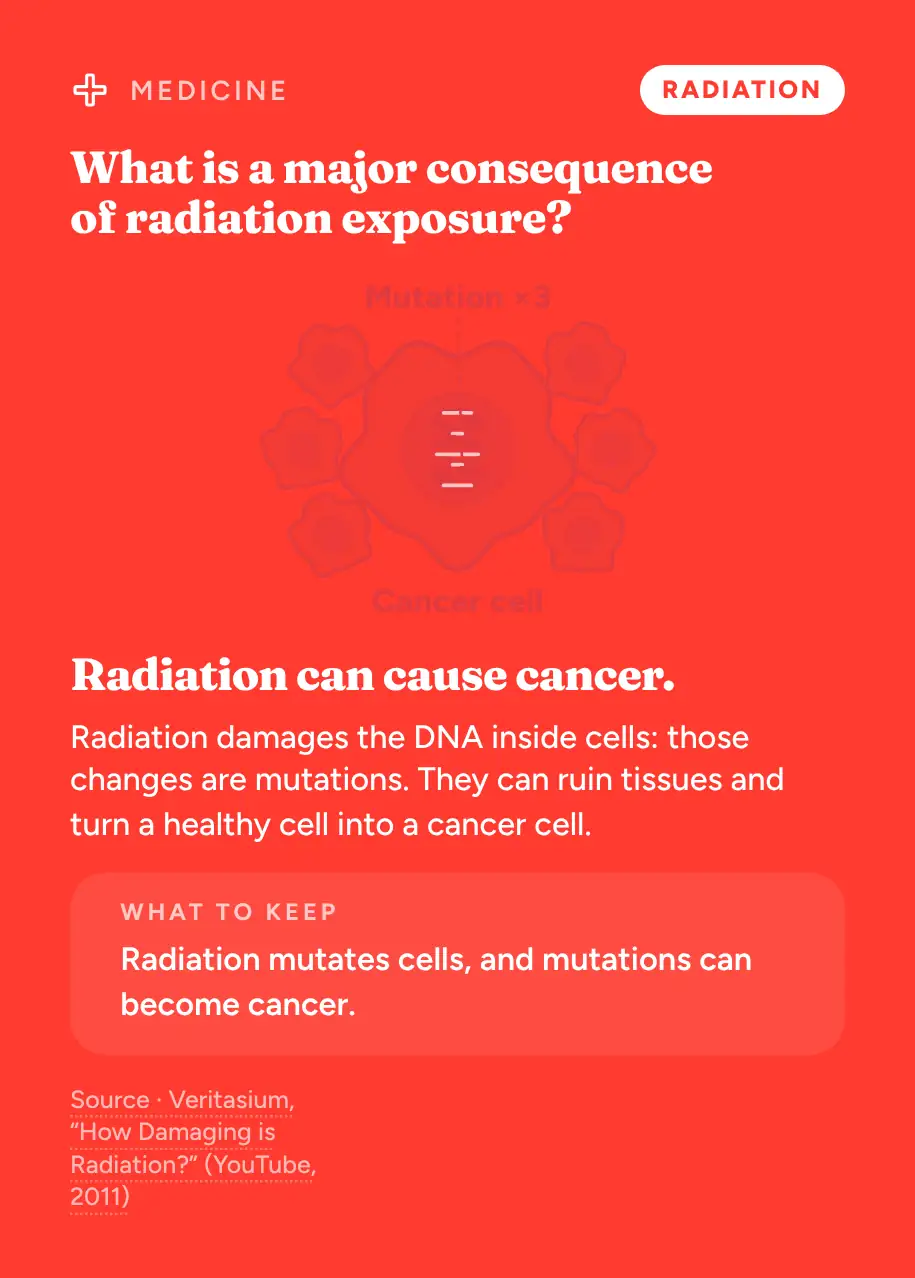 MEDICINE
RADIATION
What is a major consequence
of radiation exposure?
Mutation ×3
Cancer cell
Radiation can cause cancer.
Radiation damages the DNA inside cells: those
changes are mutations. They can ruin tissues and
turn a healthy cell into a cancer cell.
WHAT TO KEEP
Radiation mutates cells, and mutations can
become cancer.
Source · Veritasium,
“How Damaging is
Radiation?” (YouTube,
2011)